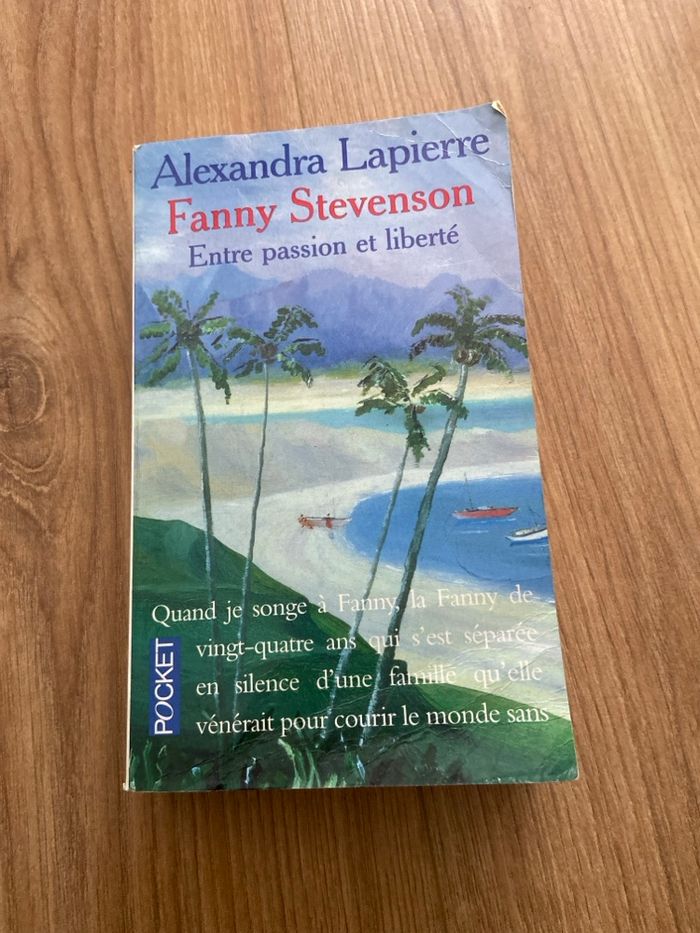 Alexandra Lapierre
Fanny Stevenson
Entre passion et liberté
Quand je songe à Fanny, la Fanny de
vingt-quatre ans qui s'est séparée
en silence d'une famille qu'elle
vénérait pour courir le monde sans
POCKET